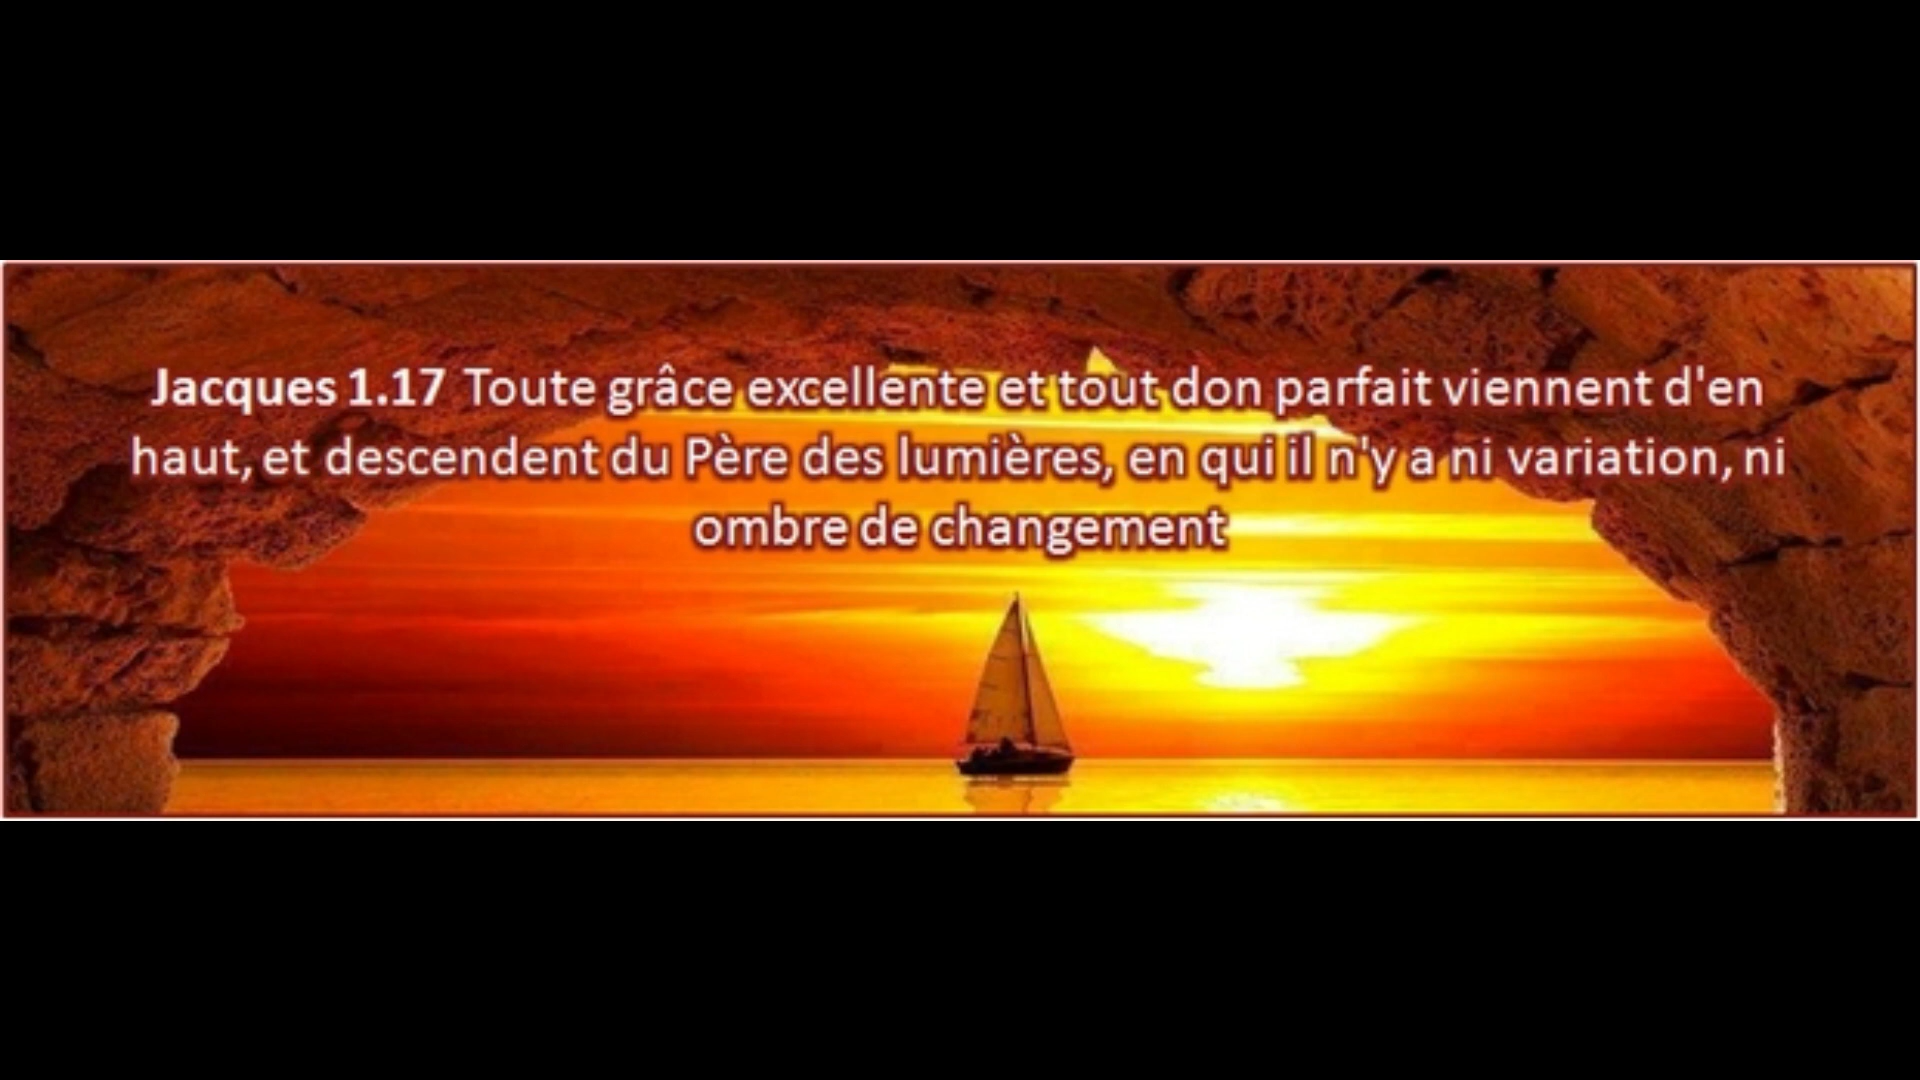 Jacques 1.17 Toute grâce excellente et tout don parfait viennent d'en
haut, et descendent du Père des lumières, en qui il n'y a ni variation, ni
ombre de changement